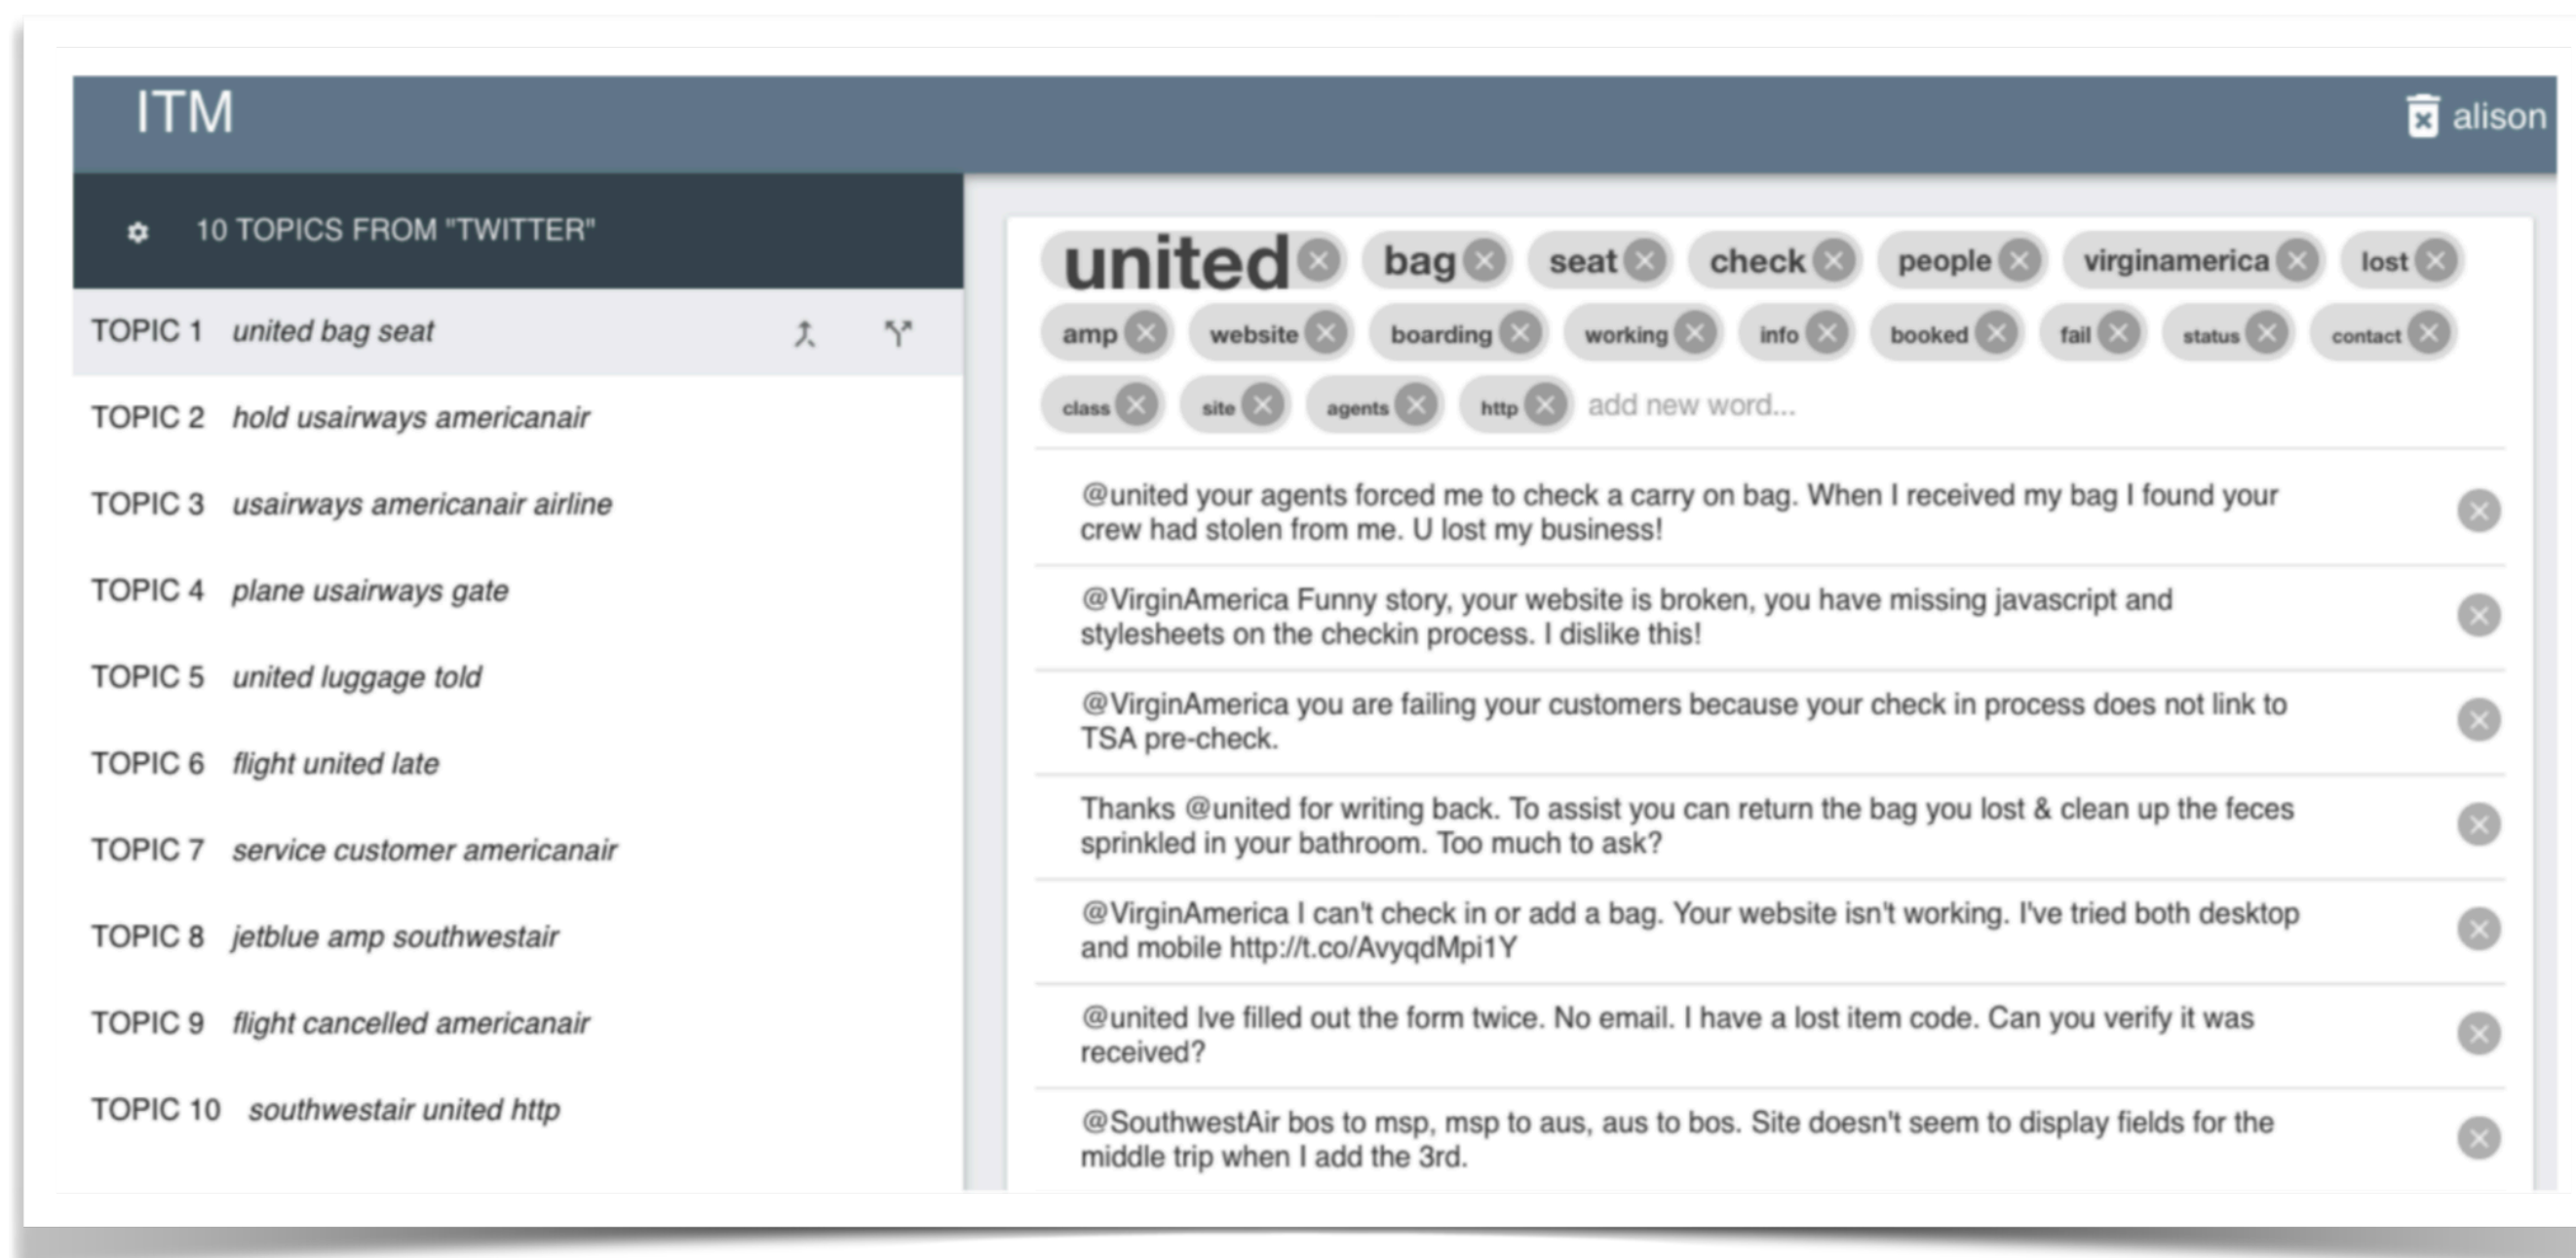 ITM
alison
10 TOPICS FROM "TWITTER"
TOPIC 1 united bag seat
TOPIC 2 hold usairways americanair
TOPIC 3 usairways americanair airline
TOPIC 4 plane usairways gate
TOPIC 5 united luggage told
TOPIC 6 flight united late
TOPIC 7 service customer americanair
TOPIC 8 jetblue amp southwestair
TOPIC 9 flight cancelled americanair
TOPIC 10 southwestair united http
united bag seat check people virginamerica lost
amp website boarding working info booked fail status contact
class site agents http add new word...
@united your agents forced me to check a carry on bag. When I received my bag I found your
crew had stolen from me. U lost my business!
@VirginAmerica Funny story, your website is broken, you have missing javascript and
stylesheets on the checkin process. I dislike this!
@VirginAmerica you are failing your customers because your check in process does not link to
TSA pre-check.
Thanks @united for writing back. To assist you can return the bag you lost & clean up the feces
sprinkled in your bathroom. Too much to ask?
@VirginAmerica I can't check in or add a bag. Your website isn't working. I've tried both desktop
and mobile http://t.co/AvyqdMpi1Y
@united Ive filled out the form twice. No email. I have a lost item code. Can you verify it was
received?
@SouthwestAir bos to msp, msp to aus, aus to bos. Site doesn't seem to display fields for the
middle trip when I add the 3rd.